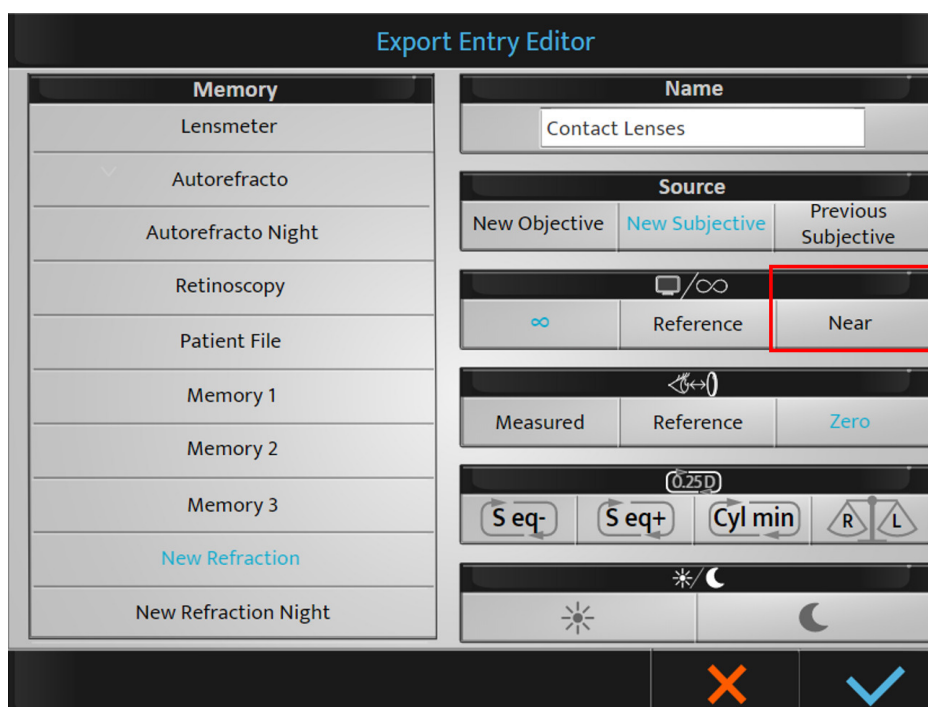 Export Entry Editor
Memory
Lensmeter
Autorefracto
Autorefracto Night
Retinoscopy
Patient File
Memory 1
Memory 2
Memory 3
New Refraction
New Refraction Night
Name
Contact Lenses
Source
New Objective
New Subjective
Previous
Subjective
/∞
∞
Reference
Near
Measured
Reference
Zero
0.25D
S eq-
S eq+
Cyl min
R
L